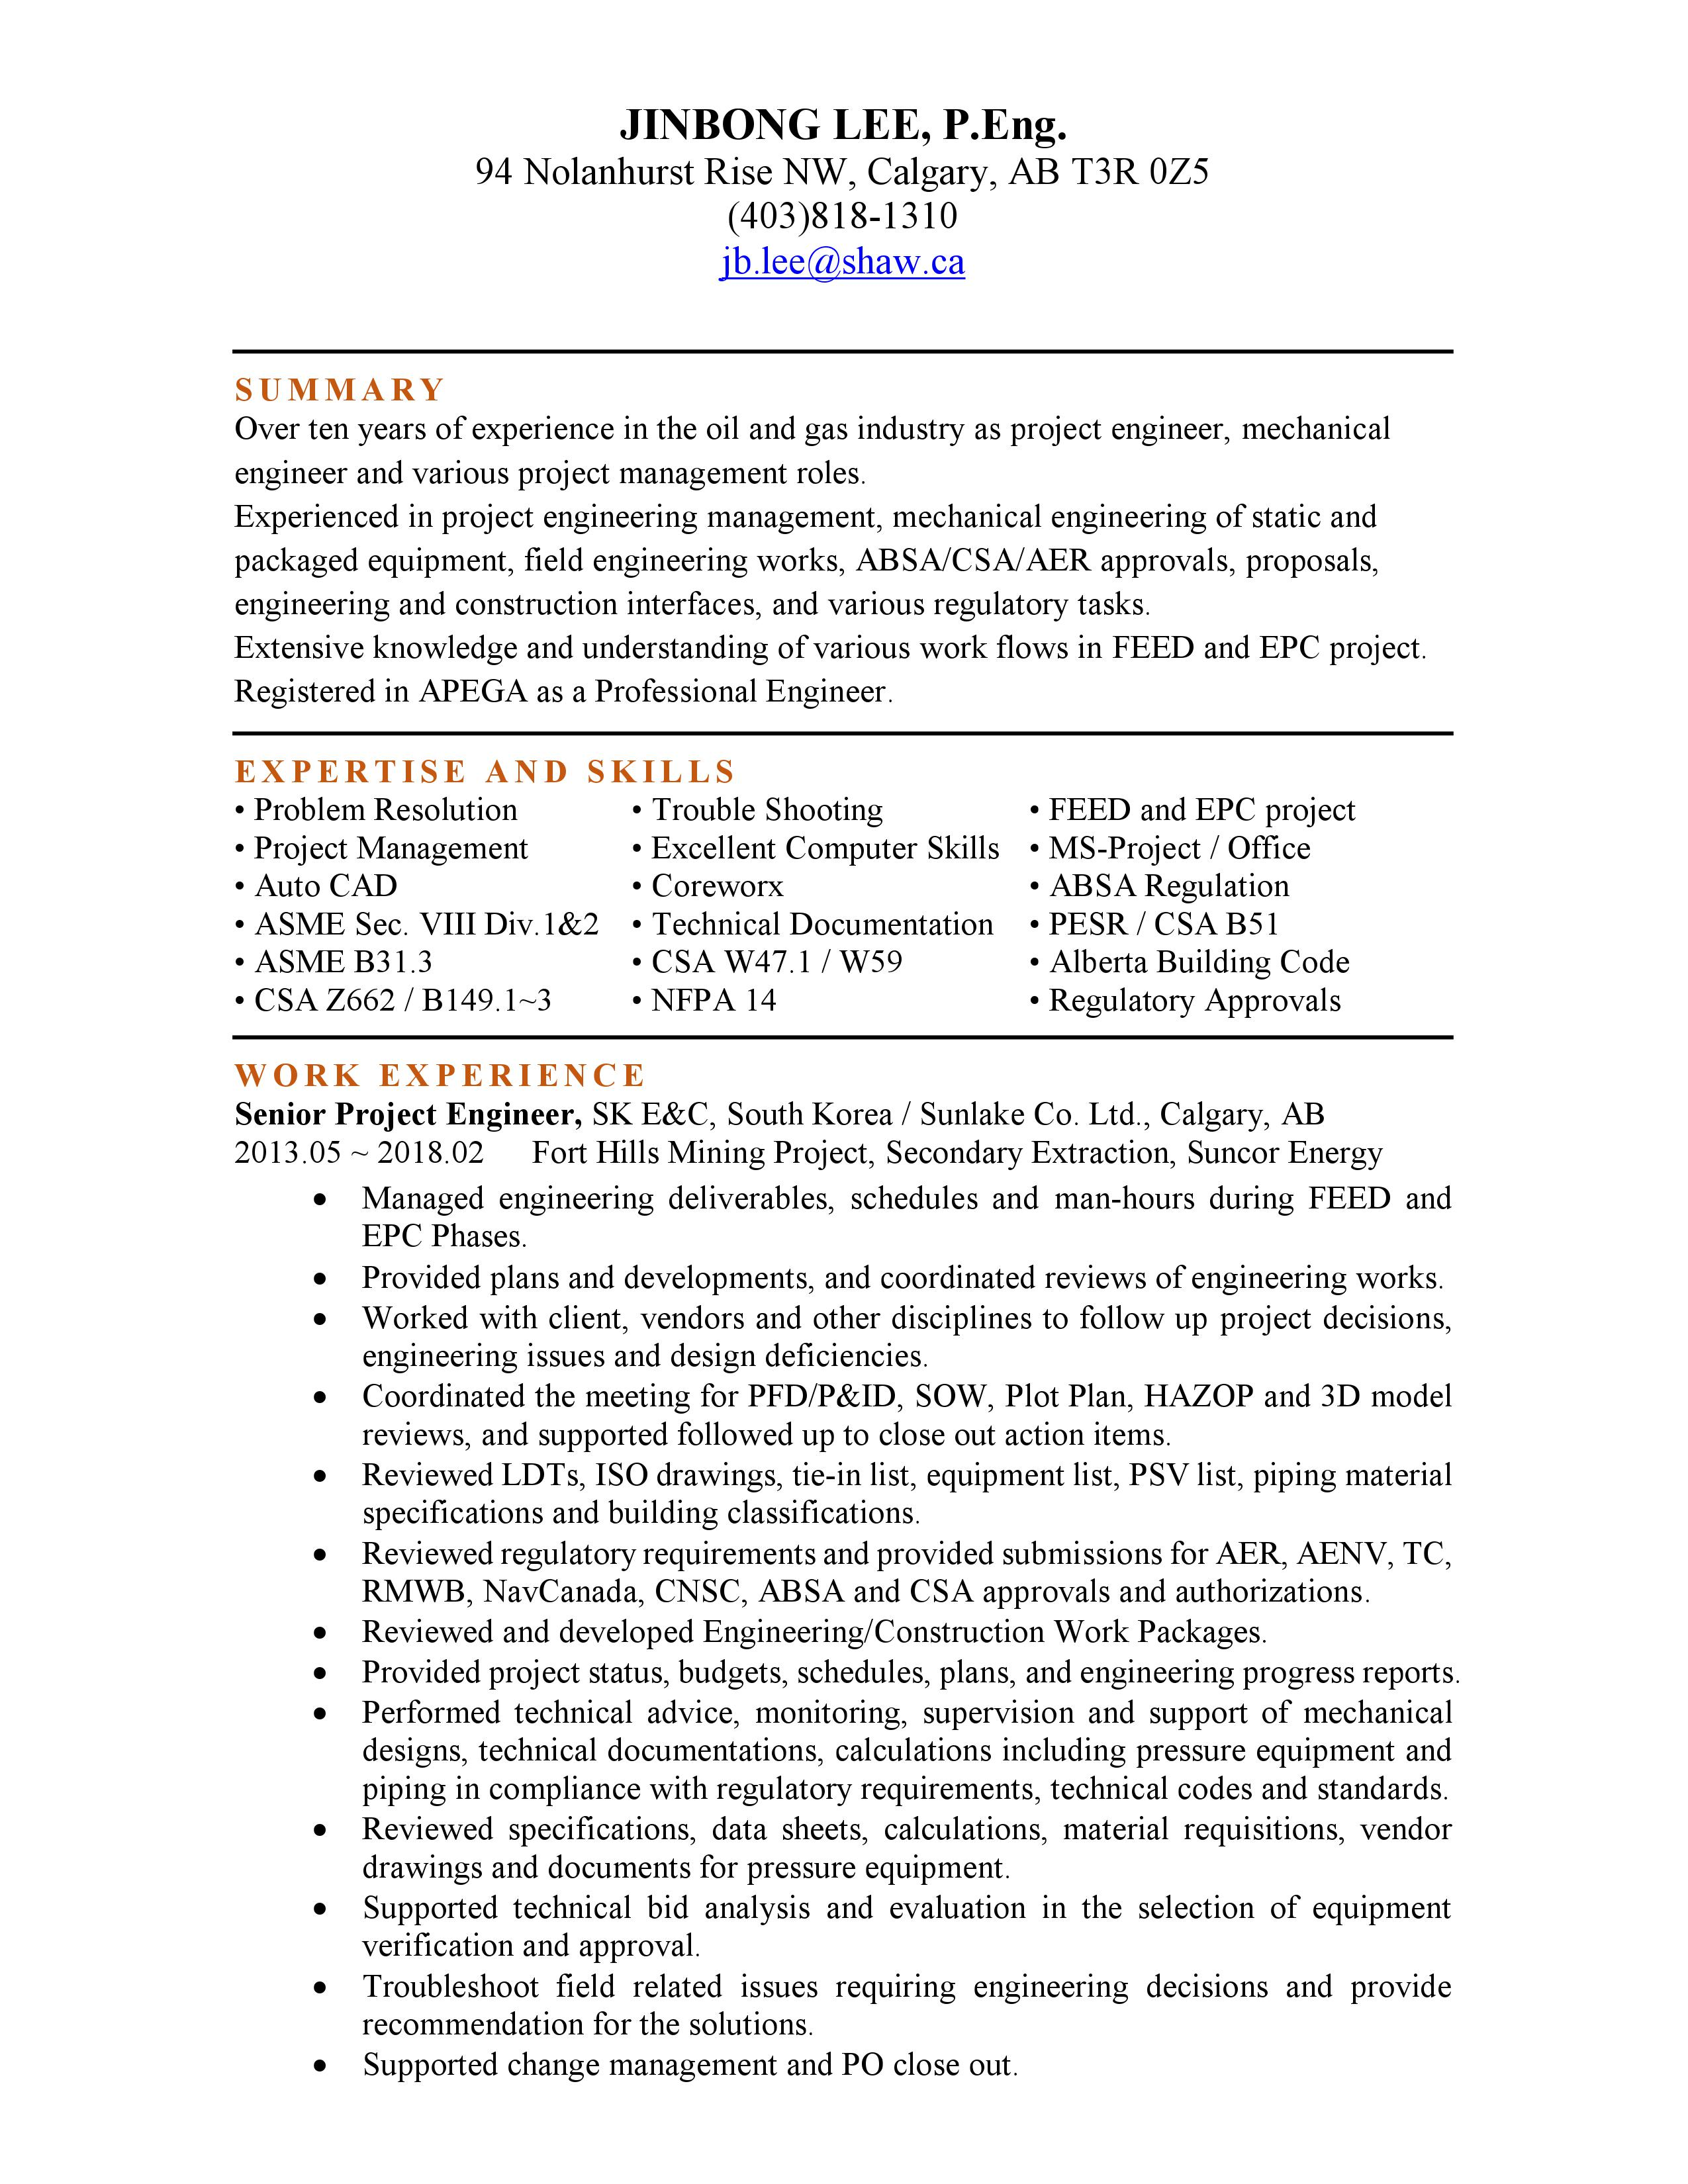 JINBONG LEE, P.Eng.
94 Nolanhurst Rise NW, Calgary, AB T3R 0Z5
(403)818-1310
jb.lee@shaw.ca
SUMMARY
Over ten years of experience in the oil and gas industry as project engineer, mechanical
engineer and various project management roles.
Experienced in project engineering management, mechanical engineering of static and
packaged equipment, field engineering works, ABSA/CSA/AER approvals, proposals,
engineering and construction interfaces, and various regulatory tasks.
Extensive knowledge and understanding of various work flows in FEED and EPC project.
Registered in APEGA as a Professional Engineer.
EXPERTISE AND SKILLS
• Problem Resolution • Trouble Shooting • FEED and EPC project
• Project Management • Excellent Computer Skills • MS-Project / Office
• Auto CAD • Coreworx • ABSA Regulation
• ASME Sec. VIII Div.1&2 • Technical Documentation • PESR / CSA B51
• ASME B31.3 • CSA W47.1 / W59 • Alberta Building Code
• CSA Z662 / B149.1~3 • NFPA 14 • Regulatory Approvals
WORK EXPERIENCE
Senior Project Engineer, SK E&C, South Korea / Sunlake Co. Ltd., Calgary, AB
2013.05 ~ 2018.02 Fort Hills Mining Project, Secondary Extraction, Suncor Energy
• Managed engineering deliverables, schedules and man-hours during FEED and
EPC Phases.
• Provided plans and developments, and coordinated reviews of engineering works.
• Worked with client, vendors and other disciplines to follow up project decisions,
engineering issues and design deficiencies.
• Coordinated the meeting for PFD/P&ID, SOW, Plot Plan, HAZOP and 3D model
reviews, and supported followed up to close out action items.
• Reviewed LDTs, ISO drawings, tie-in list, equipment list, PSV list, piping material
specifications and building classifications.
• Reviewed regulatory requirements and provided submissions for AER, AENV, TC,
RMWB, NavCanada, CNSC, ABSA and CSA approvals and authorizations.
• Reviewed and developed Engineering/Construction Work Packages.
• Provided project status, budgets, schedules, plans, and engineering progress reports.
• Performed technical advice, monitoring, supervision and support of mechanical
designs, technical documentations, calculations including pressure equipment and
piping in compliance with regulatory requirements, technical codes and standards.
• Reviewed specifications, data sheets, calculations, material requisitions, vendor
drawings and documents for pressure equipment.
• Supported technical bid analysis and evaluation in the selection of equipment
verification and approval.
• Troubleshoot field related issues requiring engineering decisions and provide
recommendation for the solutions.
• Supported change management and PO close out.